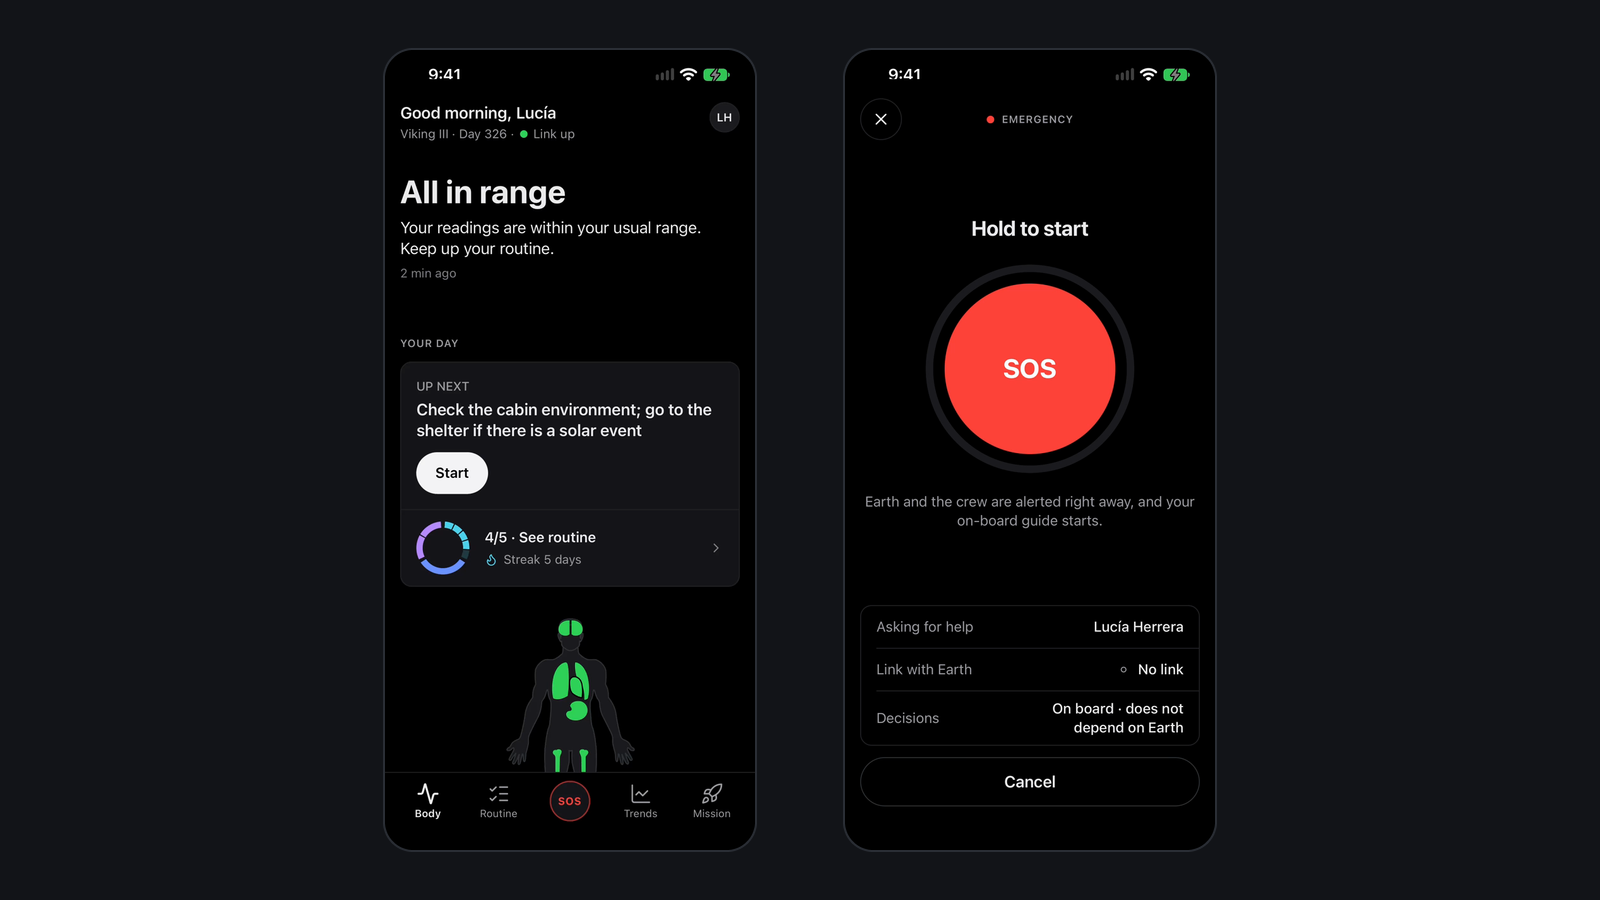 9:41
Good morning, Lucía
LH
Viking III · Day 326 · Link up
All in range
Your readings are within your usual range.
Keep up your routine.
2 min ago
YOUR DAY
UP NEXT
Check the cabin environment; go to the
shelter if there is a solar event
Start
4/5 · See routine
Streak 5 days
Body
Routine
SOS
Trends
Mission
9:41
EMERGENCY
Hold to start
SOS
Earth and the crew are alerted right away, and your
on-board guide starts.
Asking for help
Lucía Herrera
Link with Earth
No link
Decisions
On board · does not
depend on Earth
Cancel